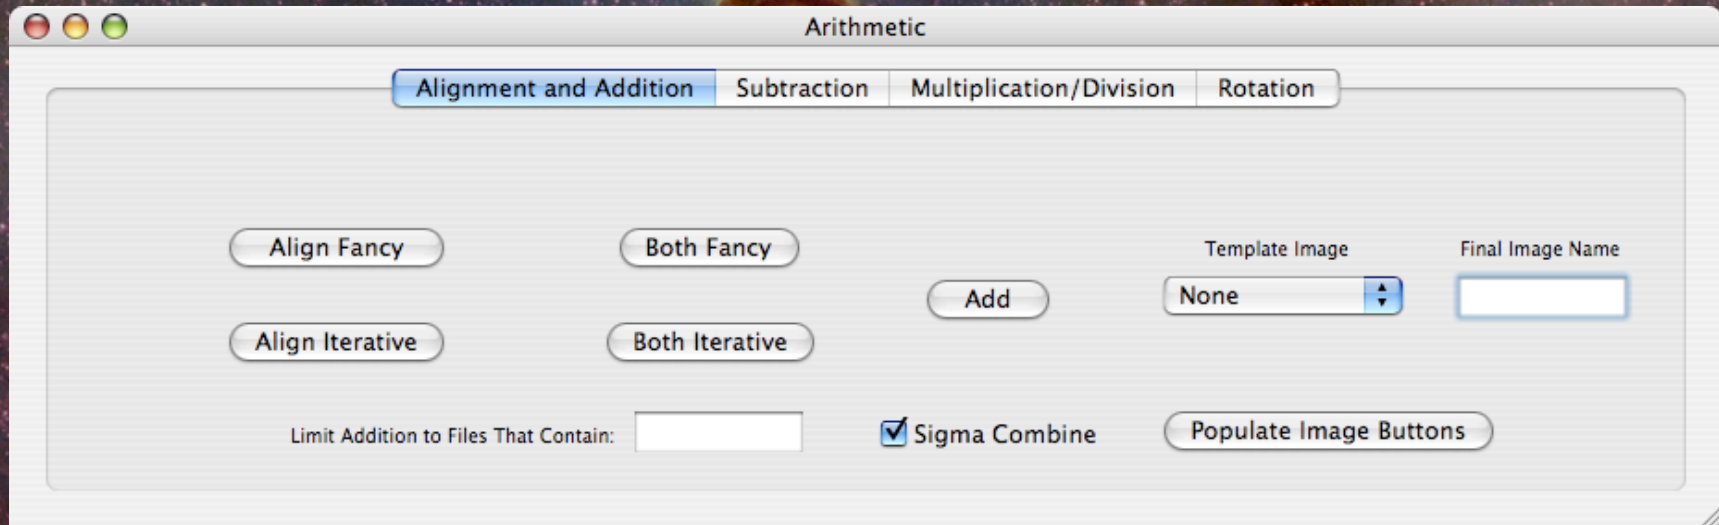 Arithmetic
Alignment and Addition Subtraction Multiplication/Division Rotation
Align Fancy Both Fancy Template Image Final Image Name
Add None
Align Iterative Both Iterative
Limit Addition to Files That Contain: Sigma Combine Populate Image Buttons